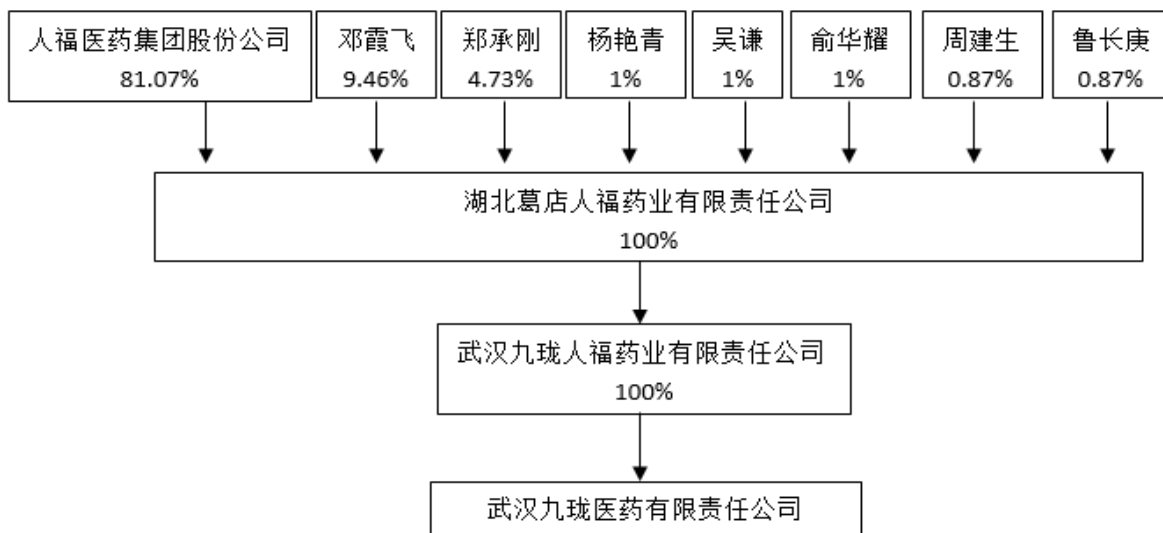 人福医药集团股份公司
81.07%
邓霞飞
9.46%
郑承刚
4.73%
杨艳青
1%
吴谦
1%
俞华耀
1%
周建生
0.87%
鲁长庚
0.87%
湖北葛店人福药业有限责任公司
100%
武汉九珑人福药业有限责任公司
100%
武汉九珑医药有限责任公司